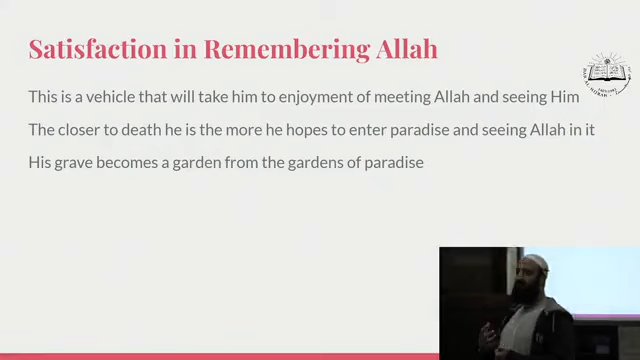 Satisfaction in Remembering Allah
This is a vehicle that will take him to enjoyment of meeting Allah and seeing Him
The closer to death he is the more he hopes to enter paradise and seeing Allah in it
His grave becomes a garden from the gardens of paradise